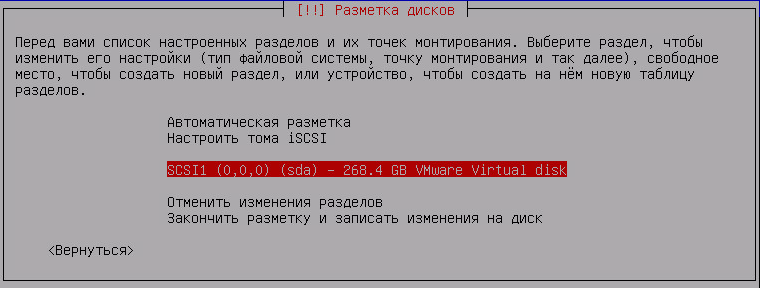 [!!] Разметка дисков
Перед вами список настроенных разделов и их точек монтирования. Выберите раздел, чтобы
изменить его настройки (тип файловой системы, точку монтирования и так далее), свободное
место, чтобы создать новый раздел, или устройство, чтобы создать на нём новую таблицу
разделов.
Автоматическая разметка
Настроить тома iSCSI
SCSI1 (0,0,0) (sda) – 268.4 GB VMware Virtual disk
Отменить изменения разделов
Закончить разметку и записать изменения на диск
<Вернуться>